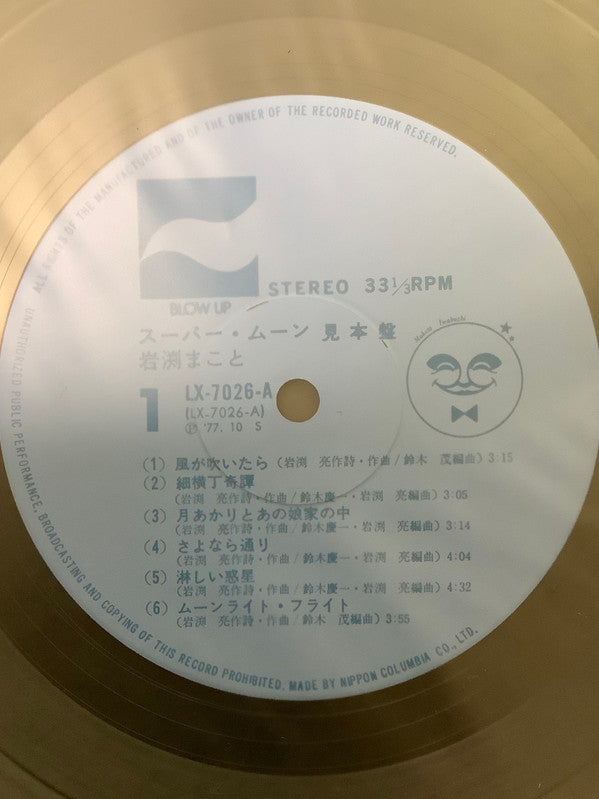 ALL RIGHTS OF THE MANUFACTURER AND OF THE OWNER OF THE RECORDED WORK RESERVED.
UNAUTHORIZED PUBLIC PERFORMANCE, BROADCASTING AND COPYING OF THIS RECORD PROHIBITED. MADE BY NIPPON COLUMBIA CO., LTD.
BLOW UP
STEREO 33 1/3 RPM
スーパー・ムーン 見本盤
岩渕まこと
Makoto Iwabuchi
1
LX-7026-A
(LX-7026-A)
Ⓟ '77. 10 S
(1) 風が吹いたら(岩渕 亮作詩・作曲/鈴木 茂編曲) 3:15
(2) 細横丁奇譚
(岩渕 亮作詩・作曲/鈴木慶一・岩渕 亮編曲) 3:05
(3) 月あかりとあの娘家の中
(岩渕 亮作詩・作曲/鈴木慶一・岩渕 亮編曲) 3:14
(4) さよなら通り
(岩渕 亮作詩・作曲/鈴木慶一・岩渕 亮編曲) 4:04
(5) 淋しい惑星
(岩渕 亮作詩・作曲/鈴木慶一・岩渕 亮編曲) 4:32
(6) ムーンライト・フライト
(岩渕 亮作詩・作曲/鈴木 茂編曲) 3:55